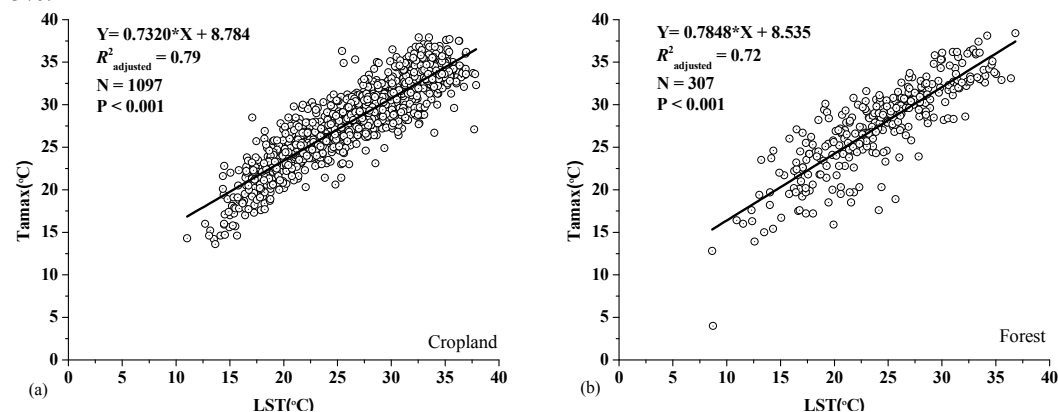 Y= 0.7320*X + 8.784
R²adjusted = 0.79
N = 1097
P < 0.001
Tamax(°C)
40
35
30
25
20
15
10
5
0
0 5 10 15 20 25 30 35 40
LST(°C)
Cropland
(a)
Y= 0.7848*X + 8.535
R²adjusted = 0.72
N = 307
P < 0.001
Tamax(°C)
40
35
30
25
20
15
10
5
0
0 5 10 15 20 25 30 35 40
LST(°C)
Forest
(b)